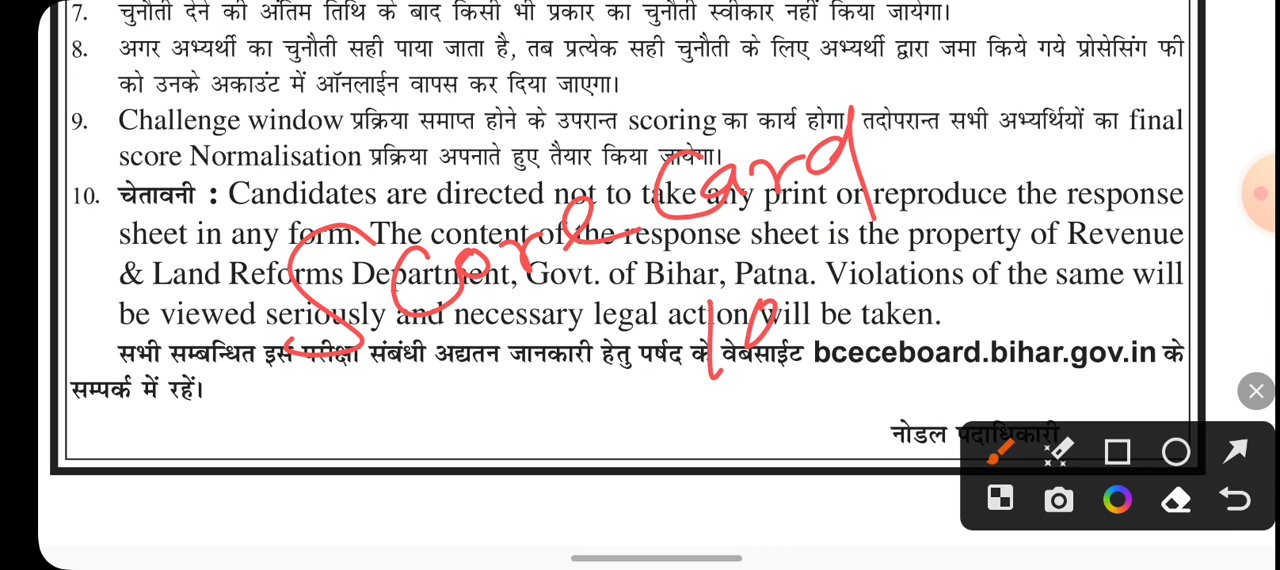 7. चुनौती देने की अंतिम तिथि के बाद किसी भी प्रकार का चुनौती स्वीकार नहीं किया जायेगा।
8. अगर अभ्यर्थी का चुनौती सही पाया जाता है, तब प्रत्येक सही चुनौती के लिए अभ्यर्थी द्वारा जमा किये गये प्रोसेसिंग फी
को उनके अकाउंट में ऑनलाईन वापस कर दिया जाएगा।
9. Challenge window प्रक्रिया समाप्त होने के उपरान्त scoring का कार्य होगा, तदोपरान्त सभी अभ्यर्थियों का final
score Normalisation प्रक्रिया अपनाते हुए तैयार किया जायेगा।
10. चेतावनी : Candidates are directed not to take any print or reproduce the response
sheet in any form. The content of the response sheet is the property of Revenue
& Land Reforms Department, Govt. of Bihar, Patna. Violations of the same will
be viewed seriously and necessary legal action will be taken.
सभी सम्बन्धित इस परीक्षा संबंधी अद्यतन जानकारी हेतु पर्षद के वेबसाईट bceceboard.bihar.gov.in के
सम्पर्क में रहें।
नोडल पदाधिकारी
Score Card
10